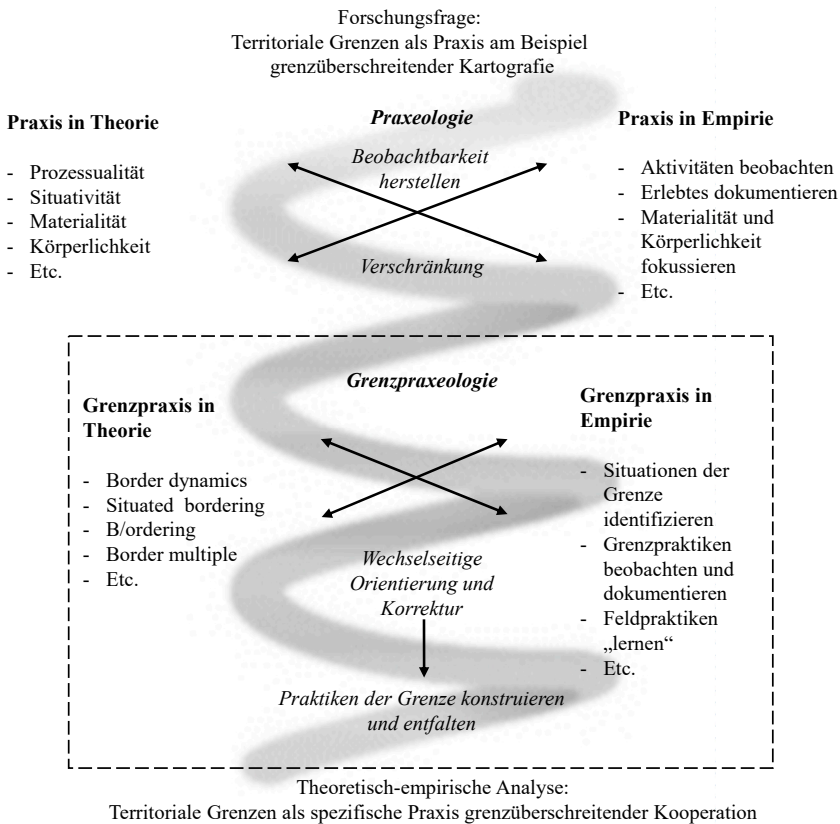 Forschungsfrage:
Territoriale Grenzen als Praxis am Beispiel
grenzüberschreitender Kartografie
Praxis in Theorie
- Prozessualität
- Situativität
- Materialität
- Körperlichkeit
- Etc.
Praxeologie
Beobachtbarkeit
herstellen
Verschränkung
Praxis in Empirie
- Aktivitäten beobachten
- Erlebtes dokumentieren
- Materialität und
Körperlichkeit
fokussieren
- Etc.
Grenzpraxeologie
Grenzpraxis in
Theorie
- Border dynamics
- Situated bordering
- B/ordering
- Border multiple
- Etc.
Wechselseitige
Orientierung und
Korrektur
Praktiken der Grenze konstruieren
und entfalten
Grenzpraxis in
Empirie
- Situationen der
Grenze
identifizieren
- Grenzpraktiken
beobachten und
dokumentieren
- Feldpraktiken
„lernen“
- Etc.
Theoretisch-empirische Analyse:
Territoriale Grenzen als spezifische Praxis grenzüberschreitender Kooperation